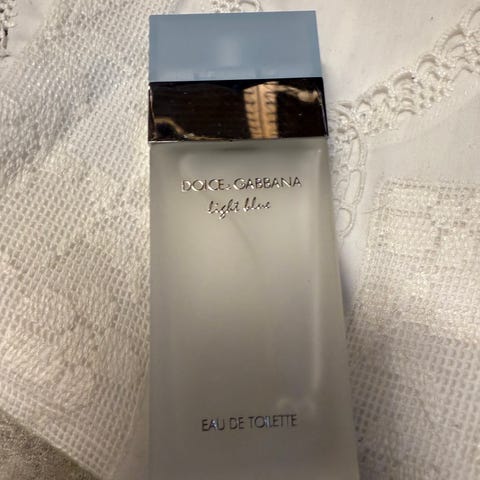 DOLCE & GABBANA
light blue
EAU DE TOILETTE